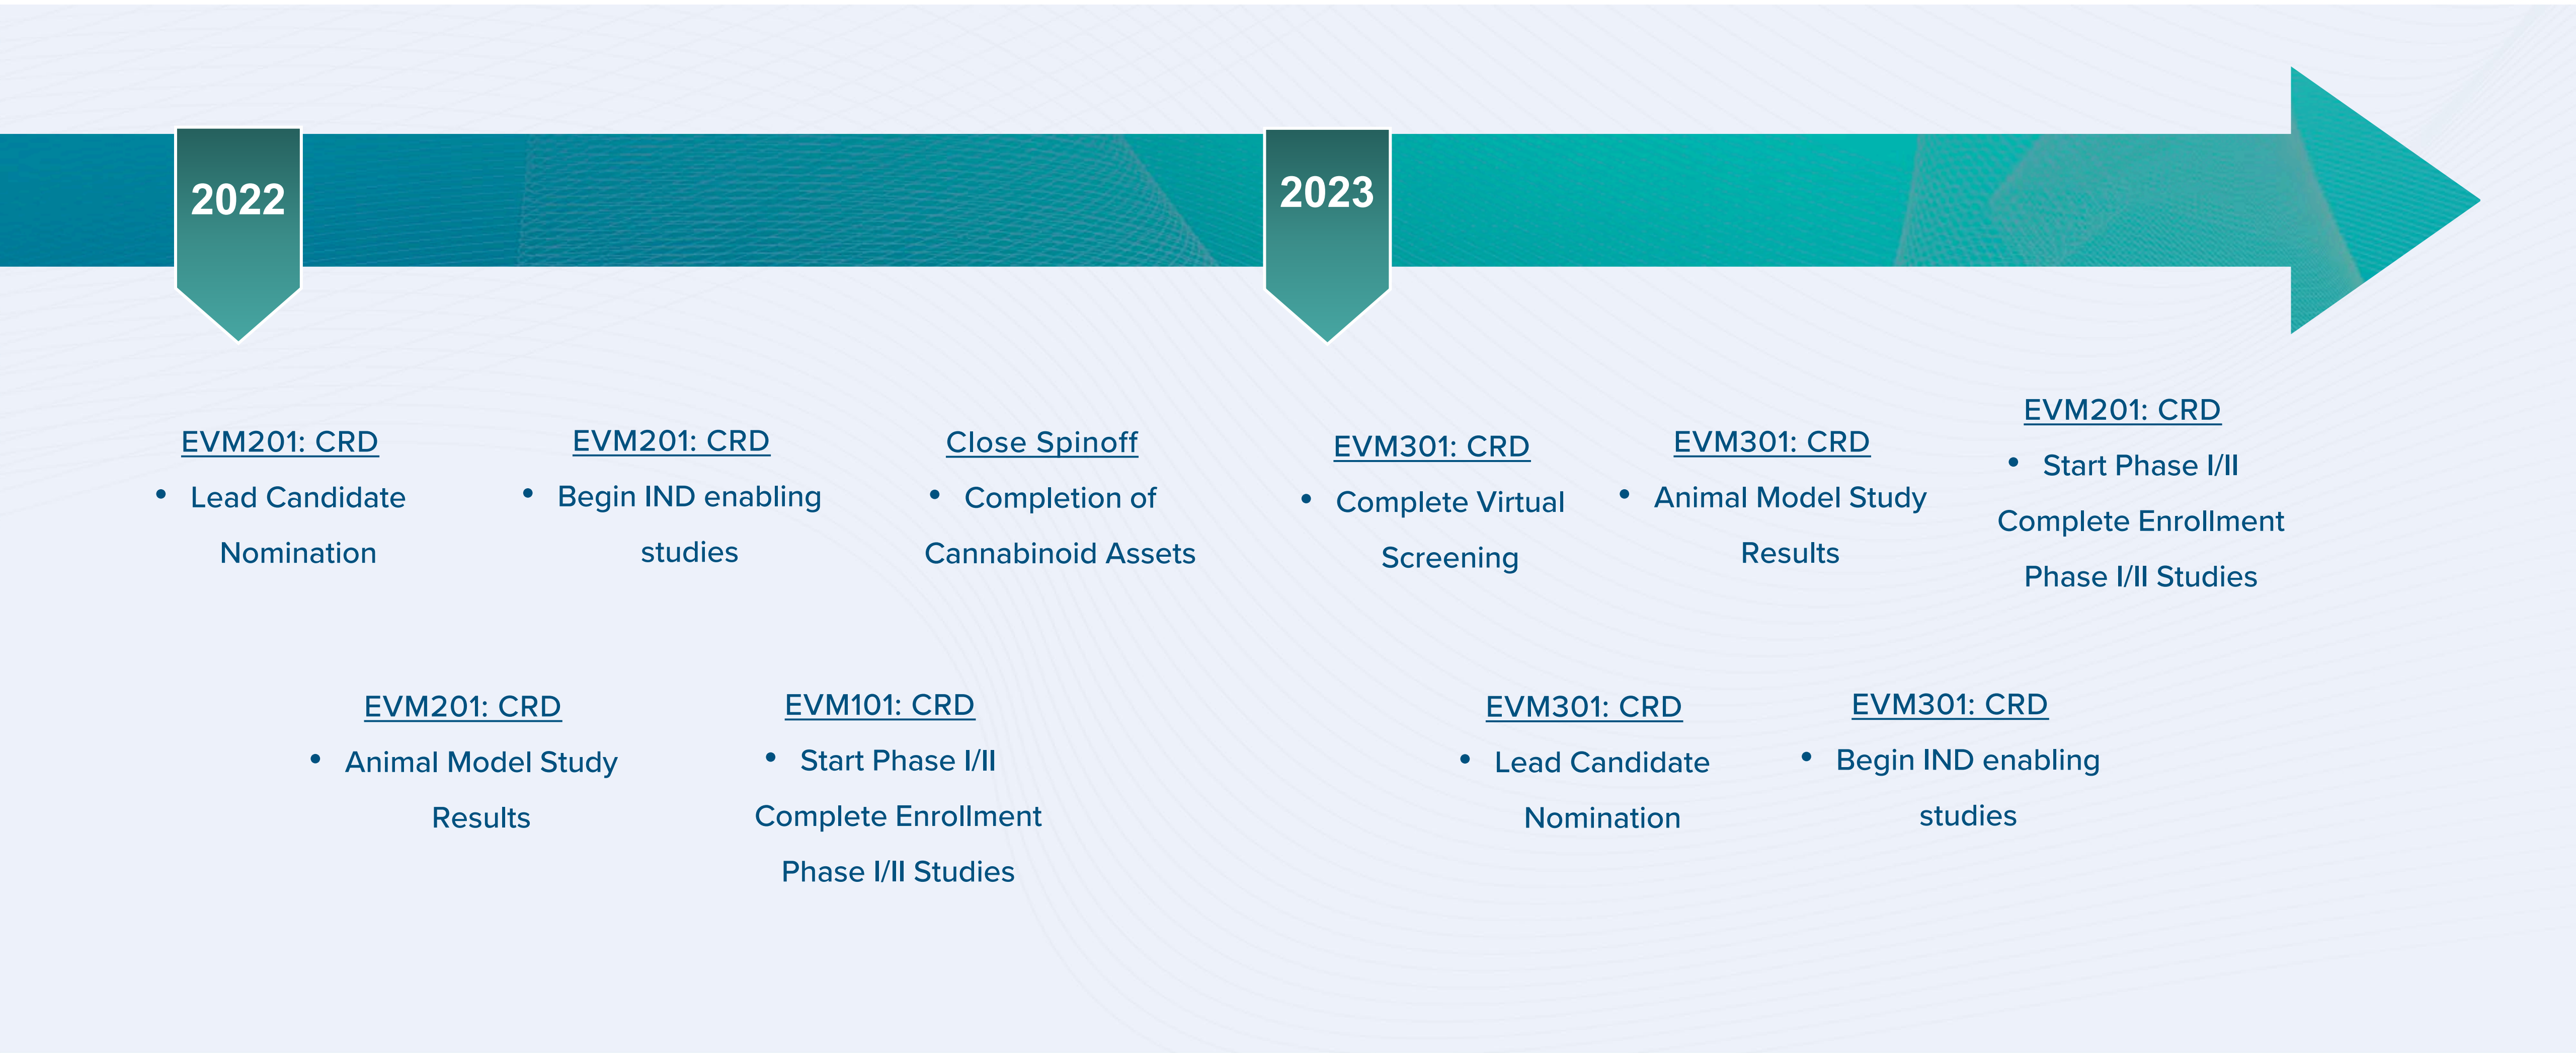 2022
2023
EVM201: CRD
• Lead Candidate
Nomination
EVM201: CRD
• Begin IND enabling
studies
Close Spinoff
• Completion of
Cannabinoid Assets
EVM301: CRD
• Complete Virtual
Screening
EVM301: CRD
• Animal Model Study
Results
EVM201: CRD
• Start Phase I/II
Complete Enrollment
Phase I/II Studies
EVM201: CRD
• Animal Model Study
Results
EVM101: CRD
• Start Phase I/II
Complete Enrollment
Phase I/II Studies
EVM301: CRD
• Lead Candidate
Nomination
EVM301: CRD
• Begin IND enabling
studies